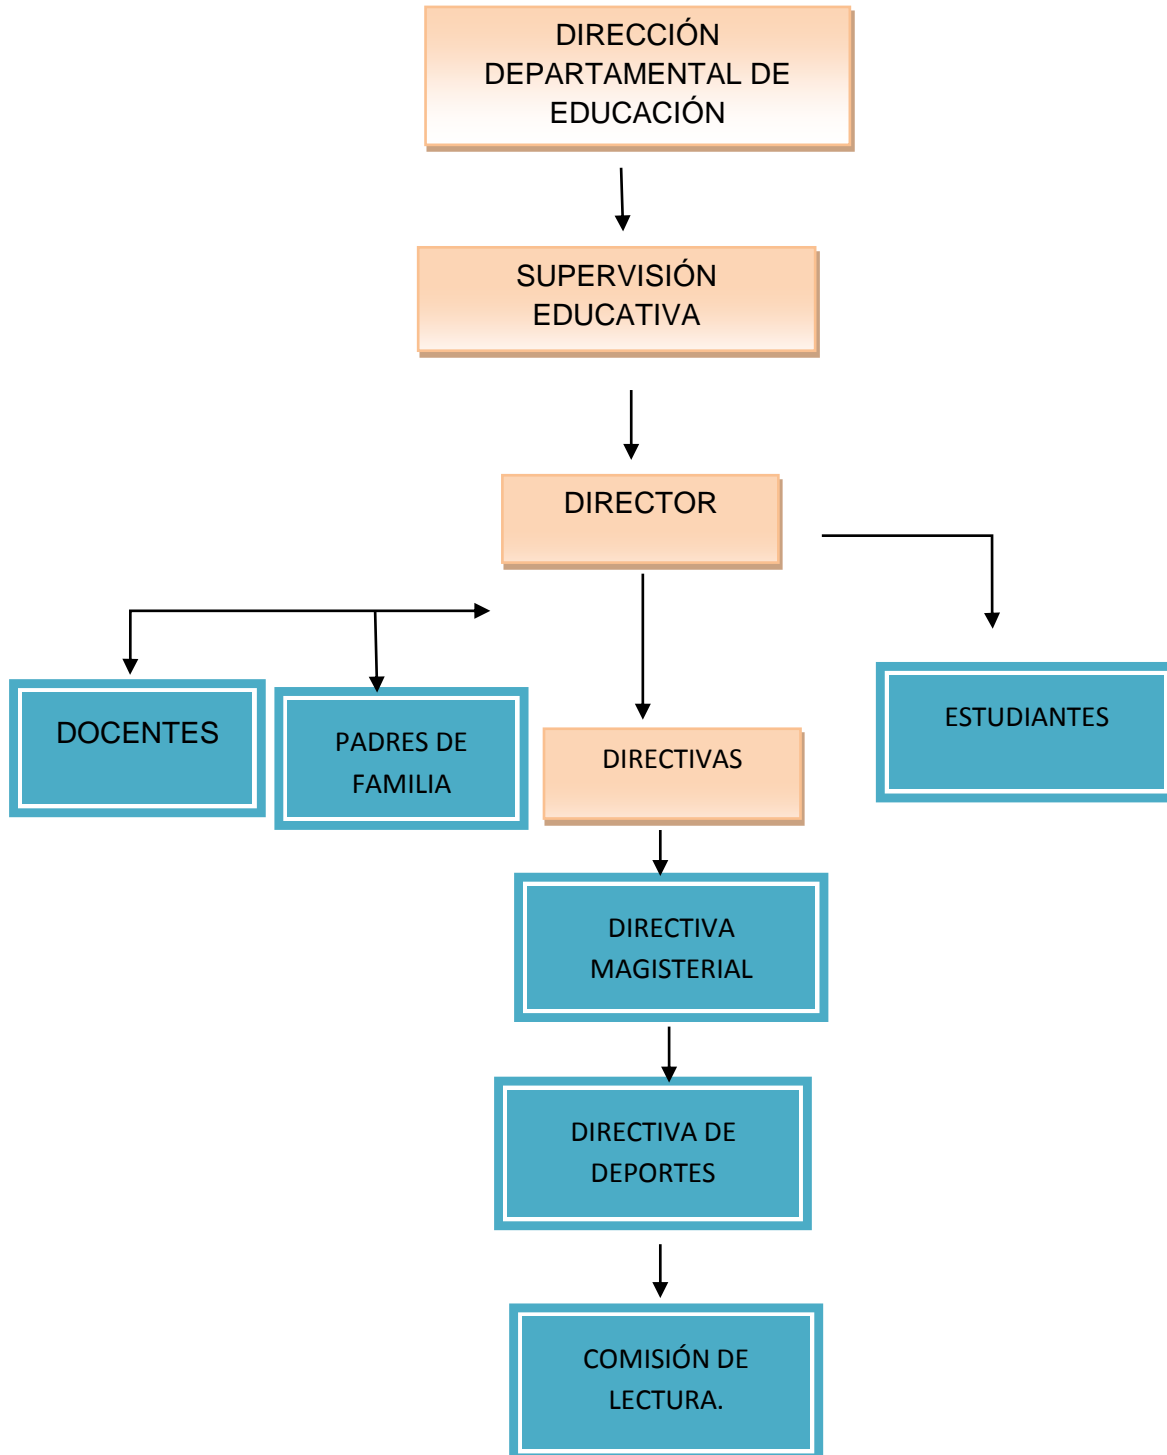 DIRECCIÓN
DEPARTAMENTAL DE
EDUCACIÓN
SUPERVISIÓN
EDUCATIVA
DIRECTOR
DOCENTES
PADRES DE
FAMILIA
DIRECTIVAS
ESTUDIANTES
DIRECTIVA
MAGISTERIAL
DIRECTIVA DE
DEPORTES
COMISIÓN DE
LECTURA.